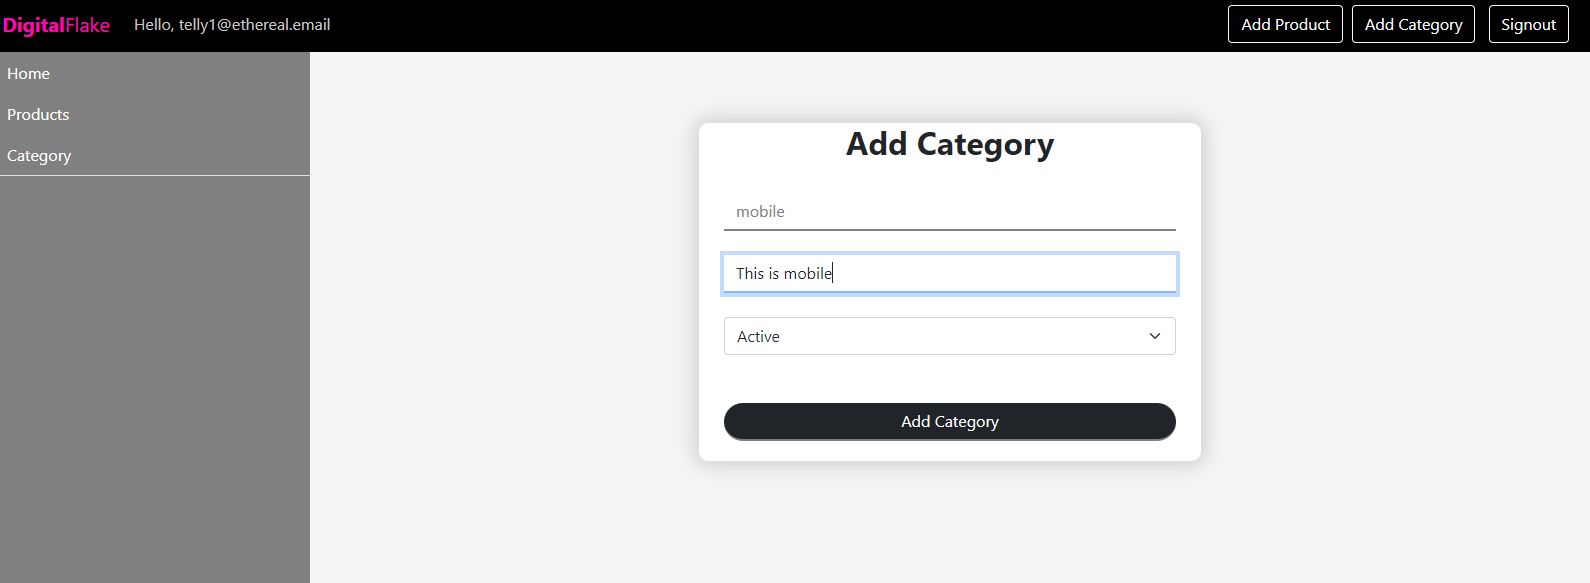 DigitalFlake Hello, telly1@ethereal.email Add Product Add Category Signout
Home
Products
Category
Add Category
mobile
This is mobile
Active
Add Category